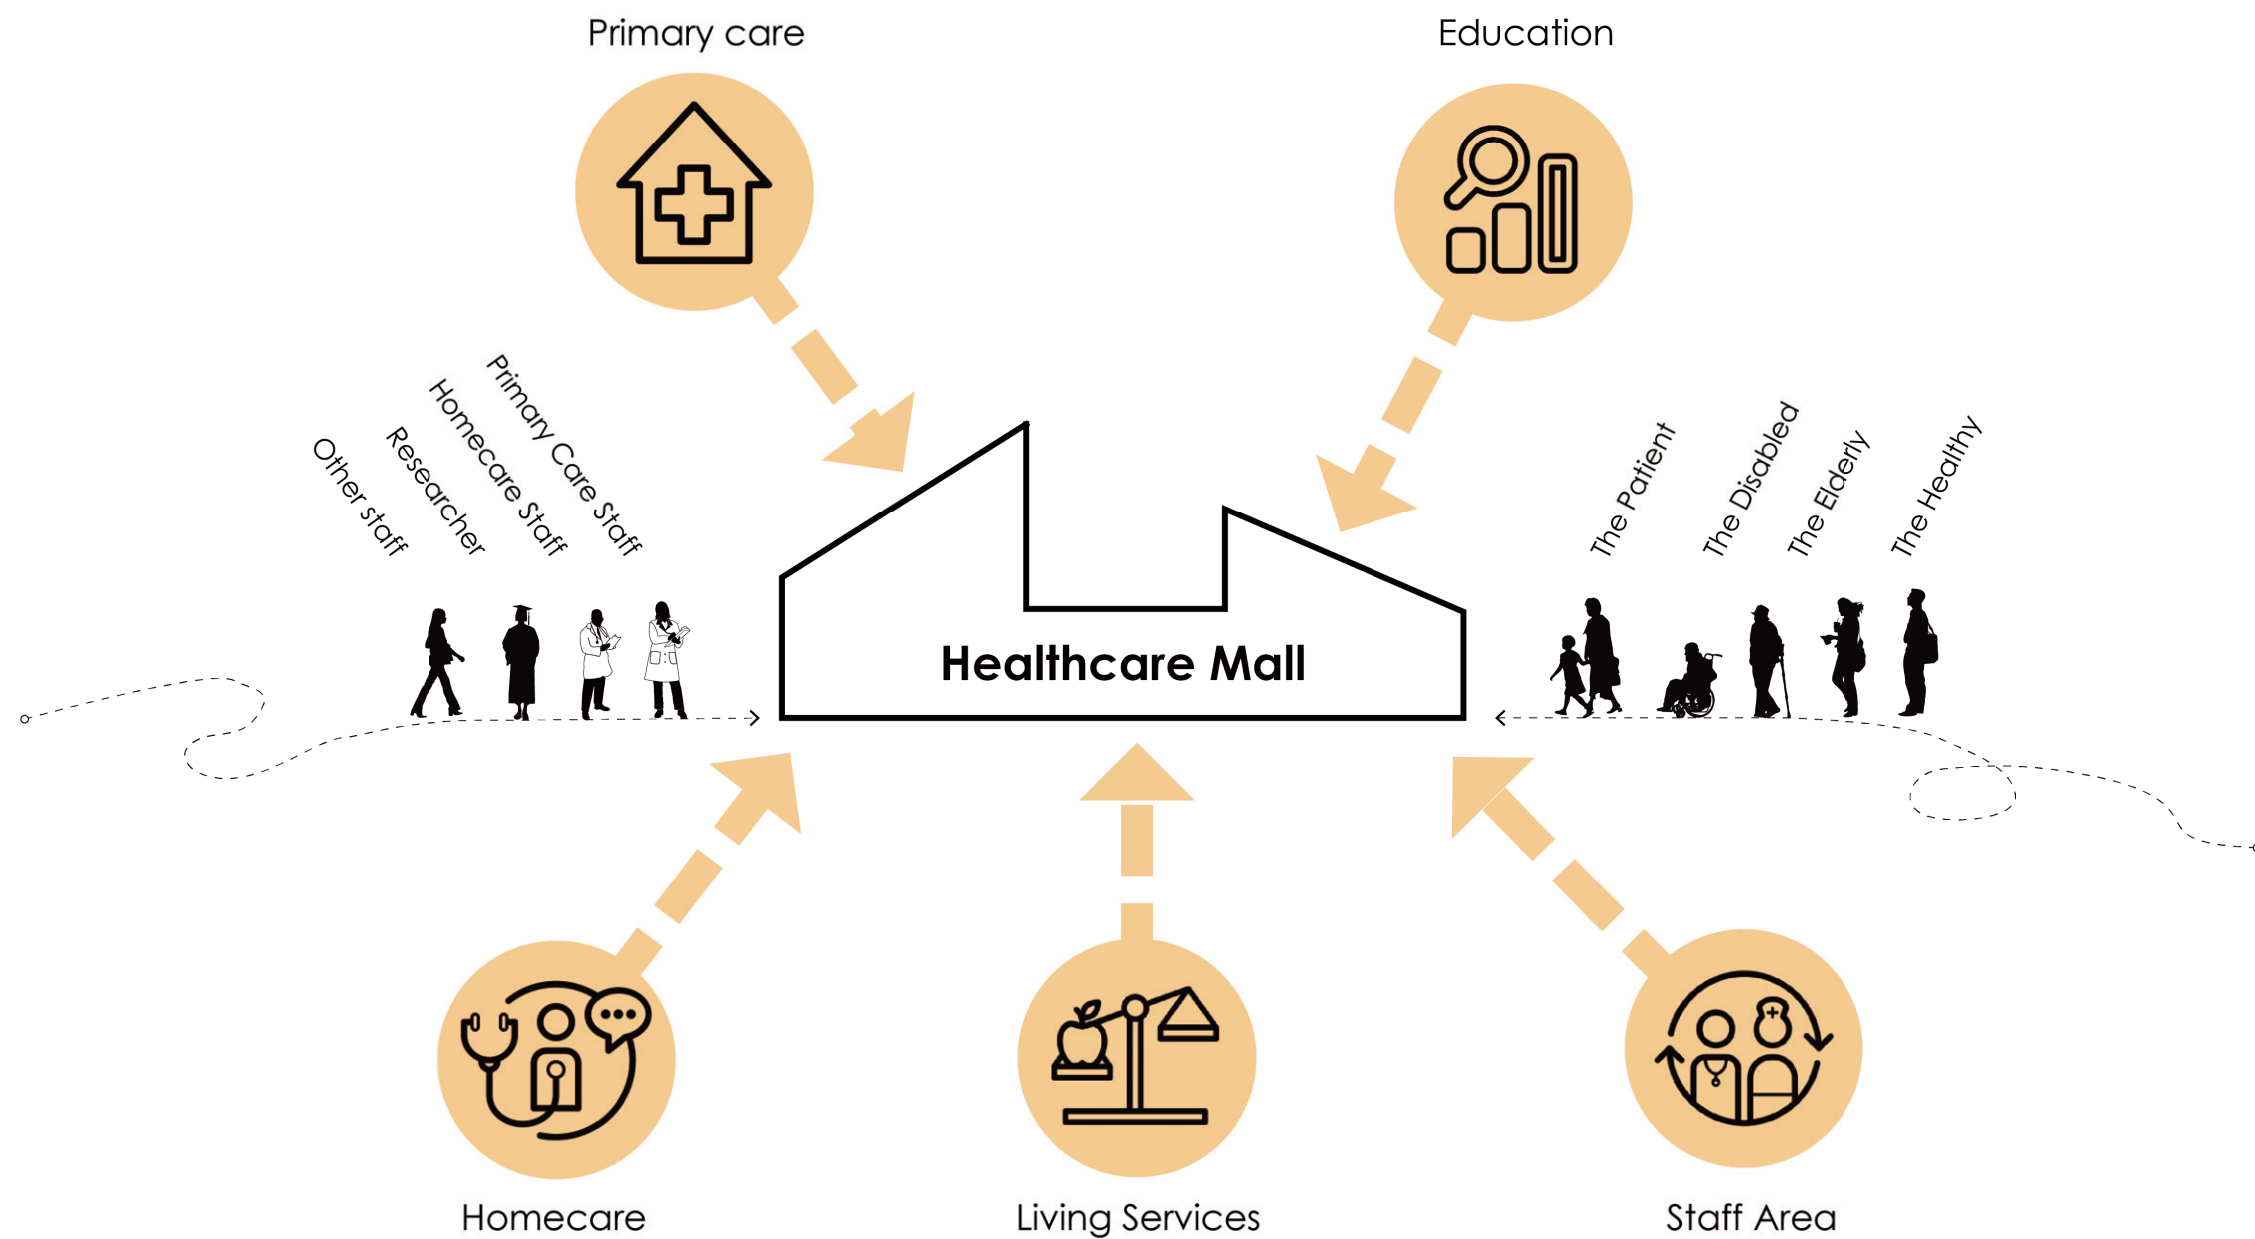 Primary care
Education
Other staff
Researcher
Homecare Staff
Primary Care Staff
The Patient
The Disabled
The Elderly
The Healthy
Healthcare Mall
Homecare
Living Services
Staff Area